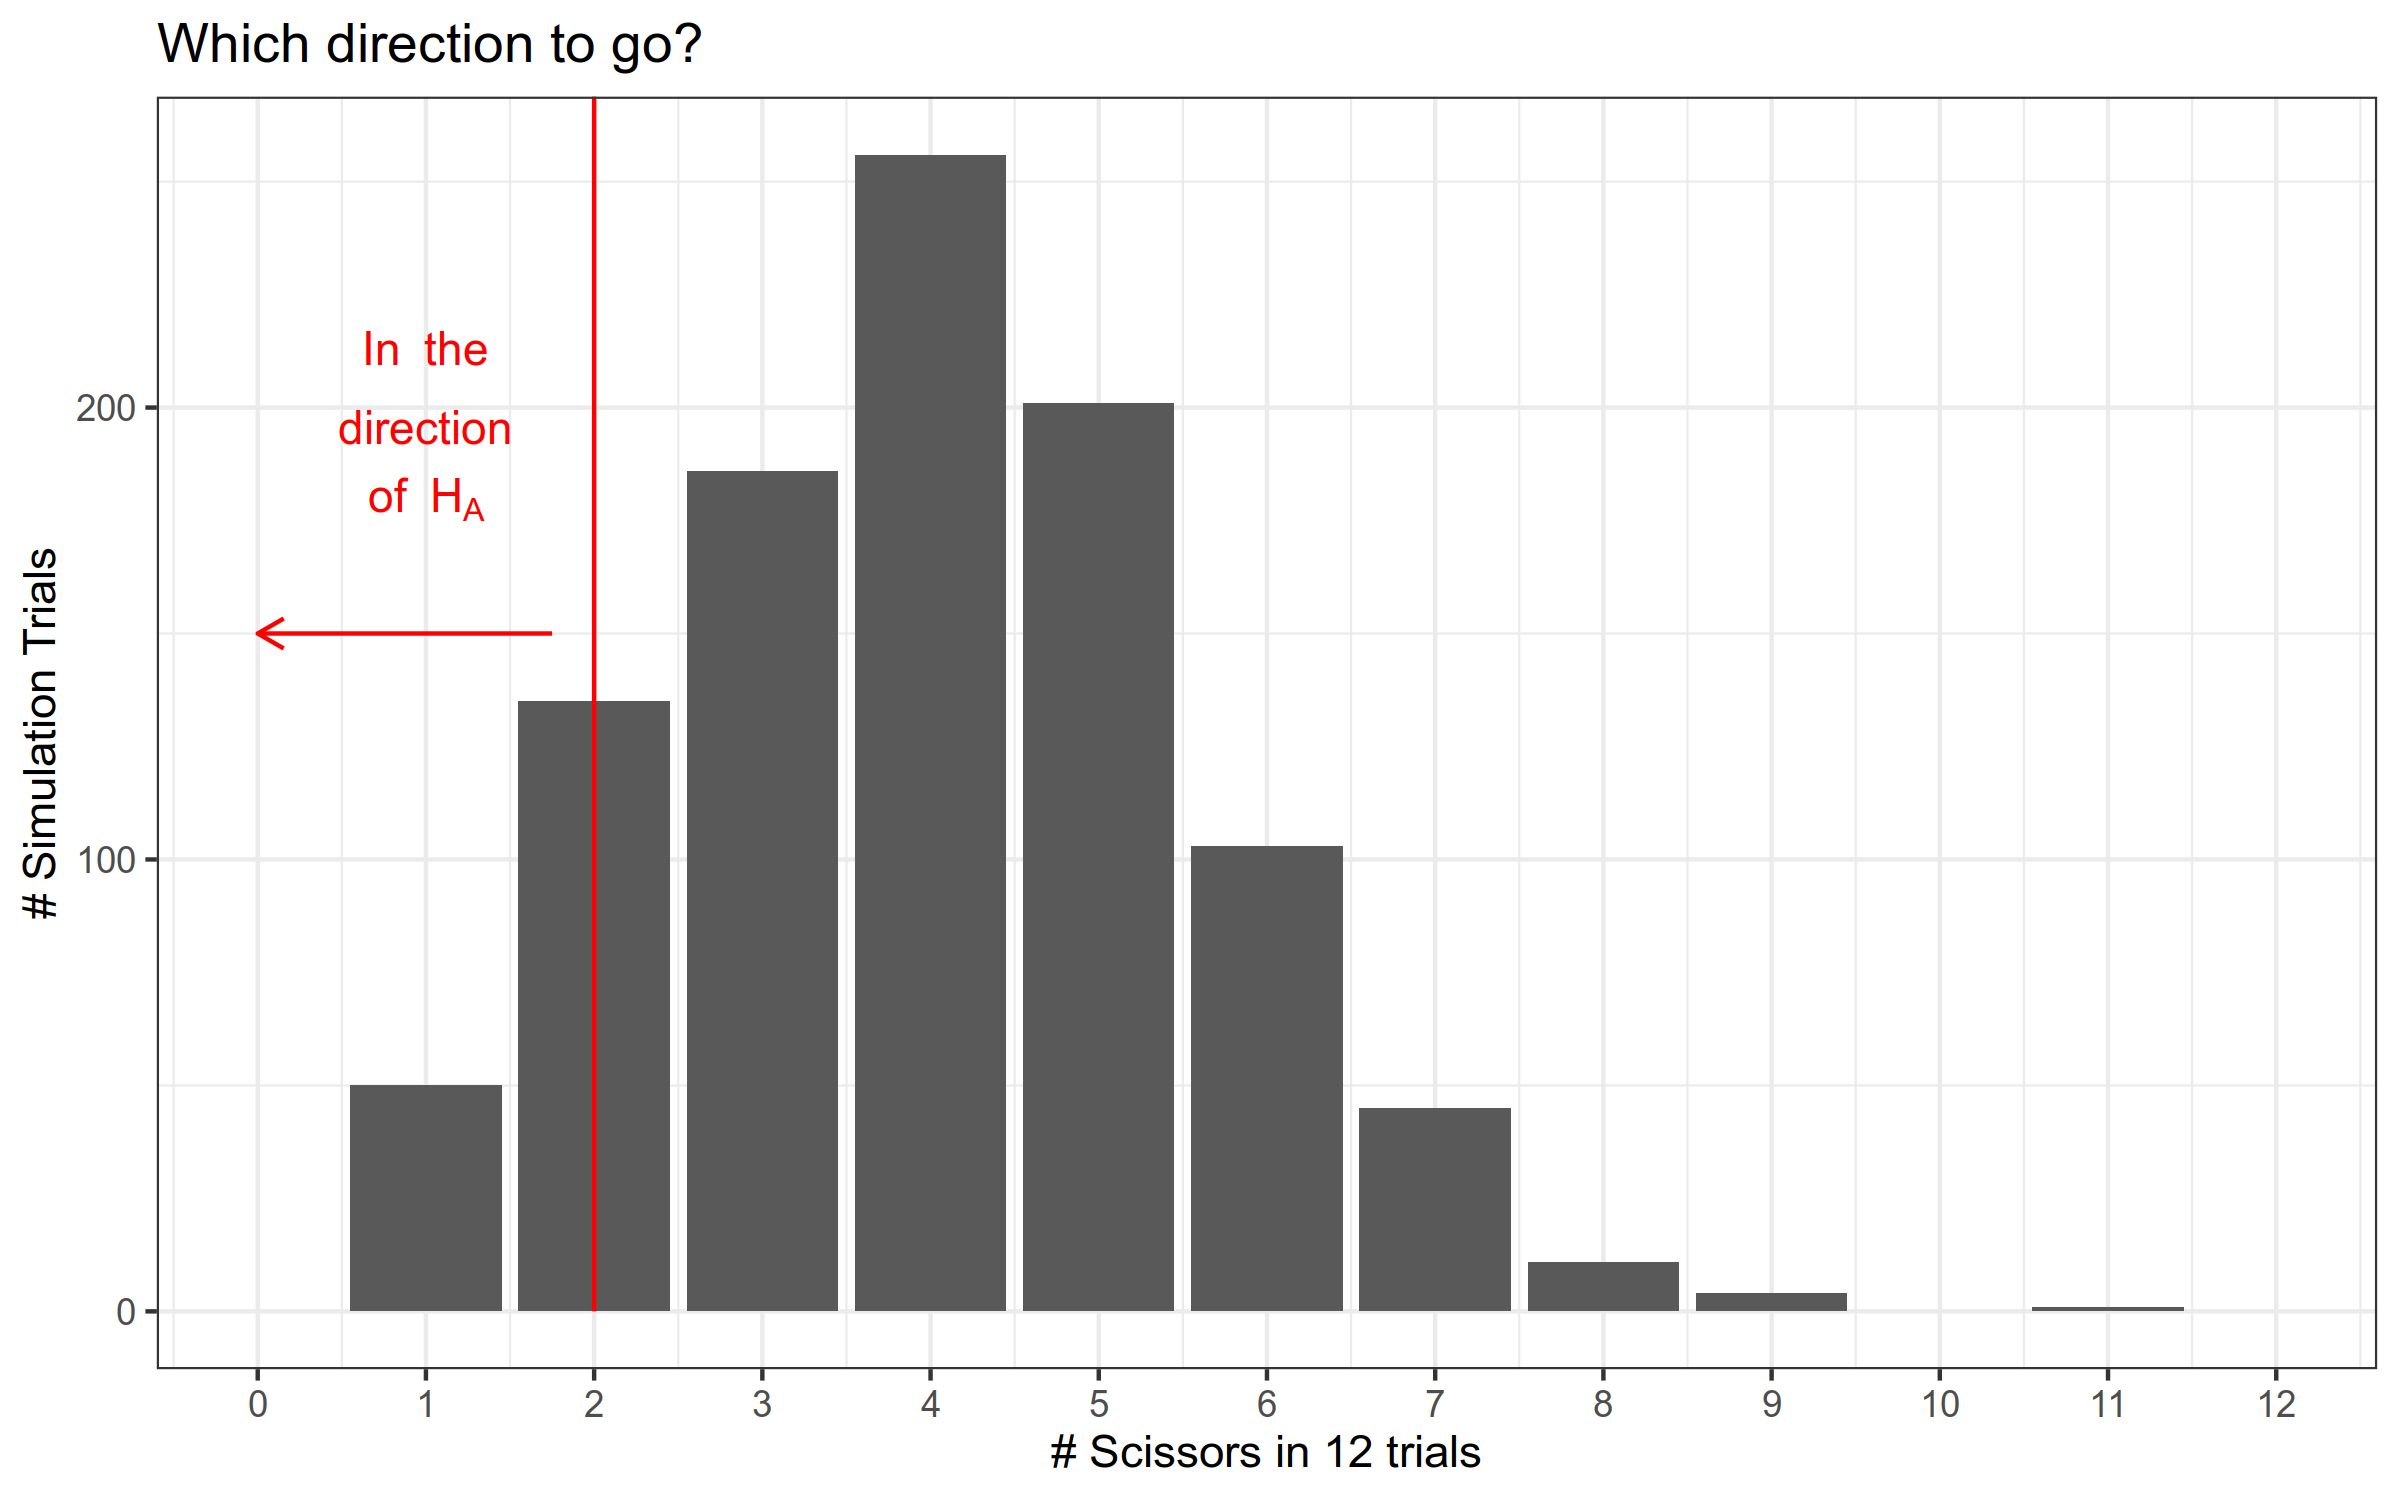 Which direction to go?
In the
direction
of H_A
# Simulation Trials
200
100
0
0 1 2 3 4 5 6 7 8 9 10 11 12
# Scissors in 12 trials